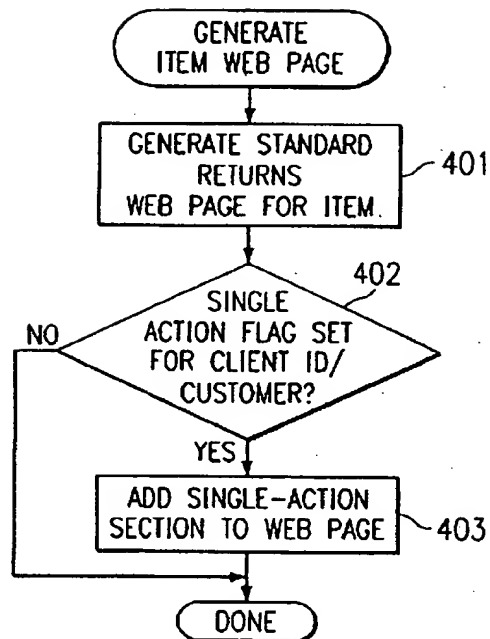 GENERATE
ITEM WEB PAGE
GENERATE STANDARD
RETURNS
WEB PAGE FOR ITEM.
401
402
SINGLE
ACTION FLAG SET
FOR CLIENT ID/
CUSTOMER?
NO
YES
ADD SINGLE-ACTION
SECTION TO WEB PAGE
403
DONE